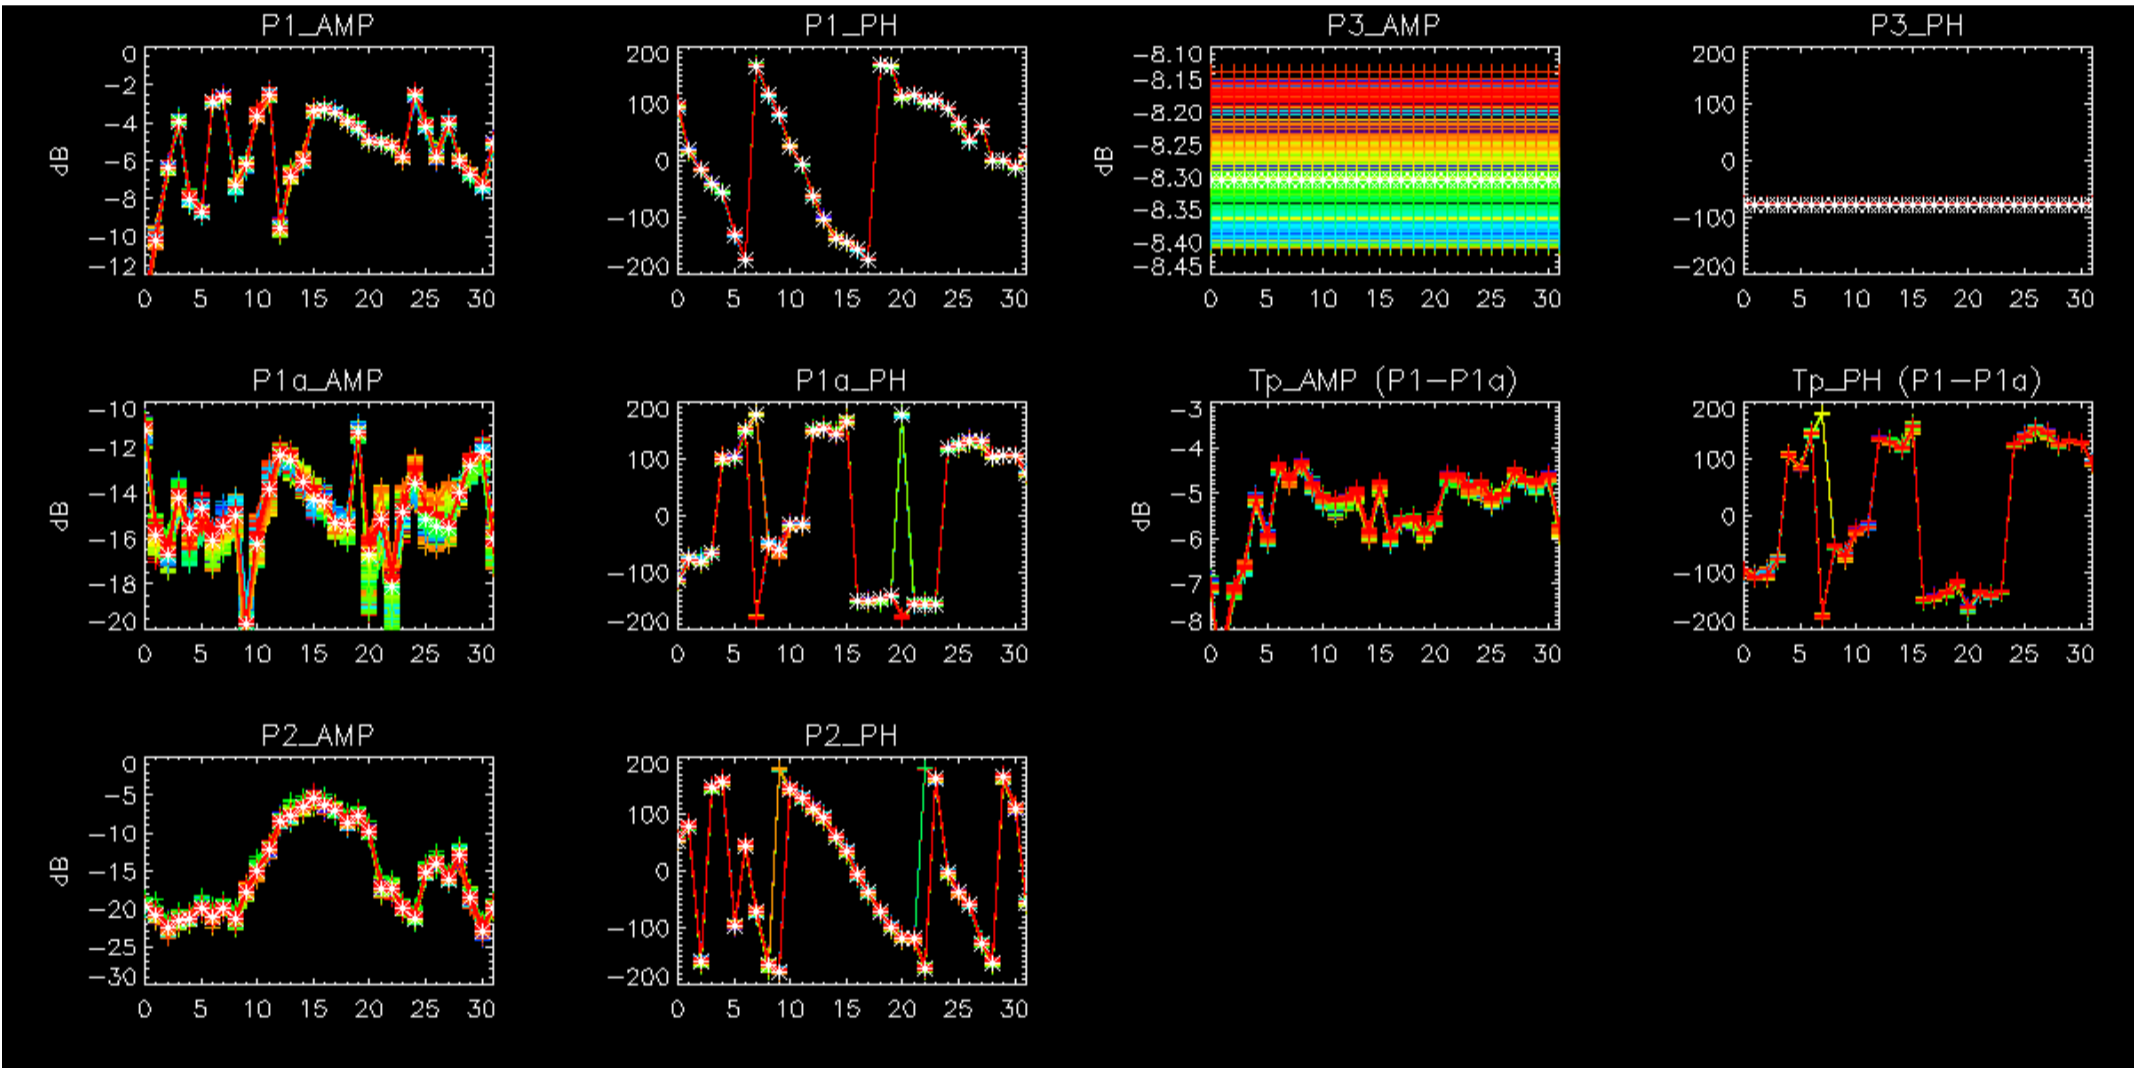 P1_AMP
0
-2
-4
-6
-8
-10
-12
dB
0 5 10 15 20 25 30
P1_PH
200
100
0
-100
-200
0 5 10 15 20 25 30
P3_AMP
-8.10
-8.15
-8.20
-8.25
-8.30
-8.35
-8.40
-8.45
dB
0 5 10 15 20 25 30
P3_PH
200
100
0
-100
-200
0 5 10 15 20 25 30
P1a_AMP
-10
-12
-14
-16
-18
-20
dB
0 5 10 15 20 25 30
P1a_PH
200
100
0
-100
-200
0 5 10 15 20 25 30
Tp_AMP (P1-P1a)
-3
-4
-5
-6
-7
-8
dB
0 5 10 15 20 25 30
Tp_PH (P1-P1a)
200
100
0
-100
-200
0 5 10 15 20 25 30
P2_AMP
0
-5
-10
-15
-20
-25
-30
dB
0 5 10 15 20 25 30
P2_PH
200
100
0
-100
-200
0 5 10 15 20 25 30